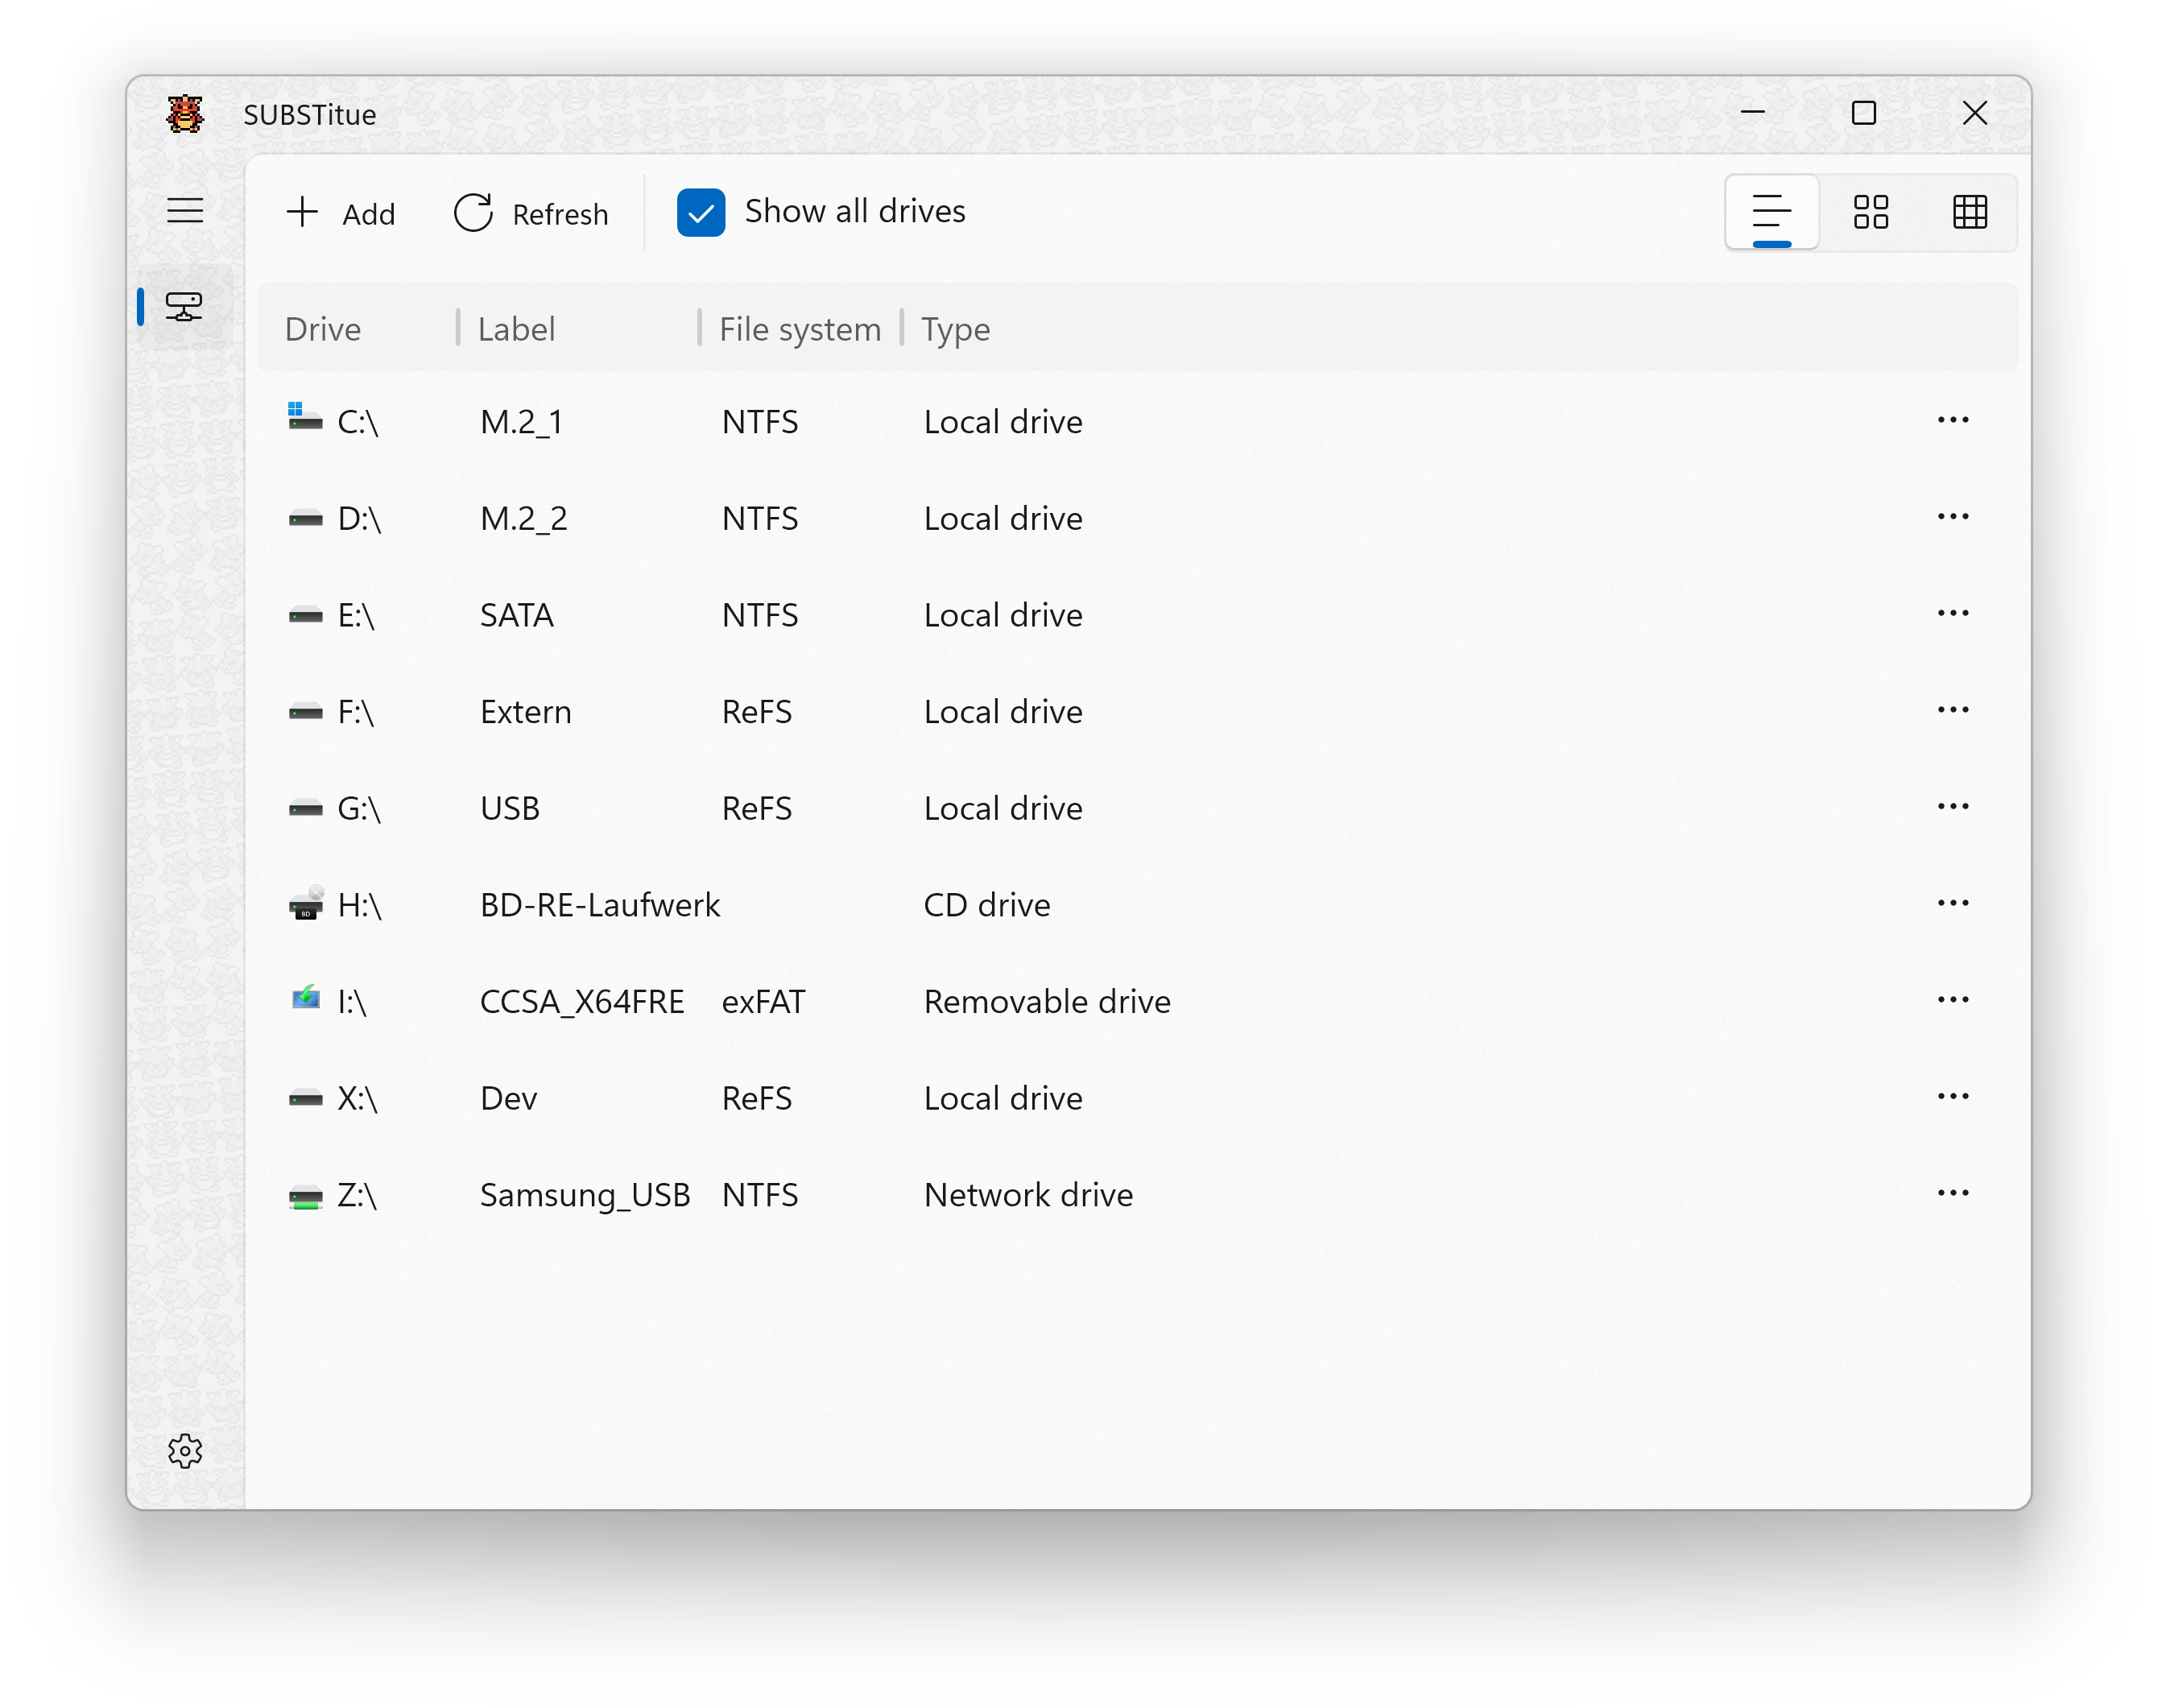 SUBSTitue
Add Refresh Show all drives
Drive Label File system Type
C:\ M.2_1 NTFS Local drive
D:\ M.2_2 NTFS Local drive
E:\ SATA NTFS Local drive
F:\ Extern ReFS Local drive
G:\ USB ReFS Local drive
BD H:\ BD-RE-Laufwerk CD drive
I:\ CCSA_X64FRE exFAT Removable drive
X:\ Dev ReFS Local drive
Z:\ Samsung_USB NTFS Network drive